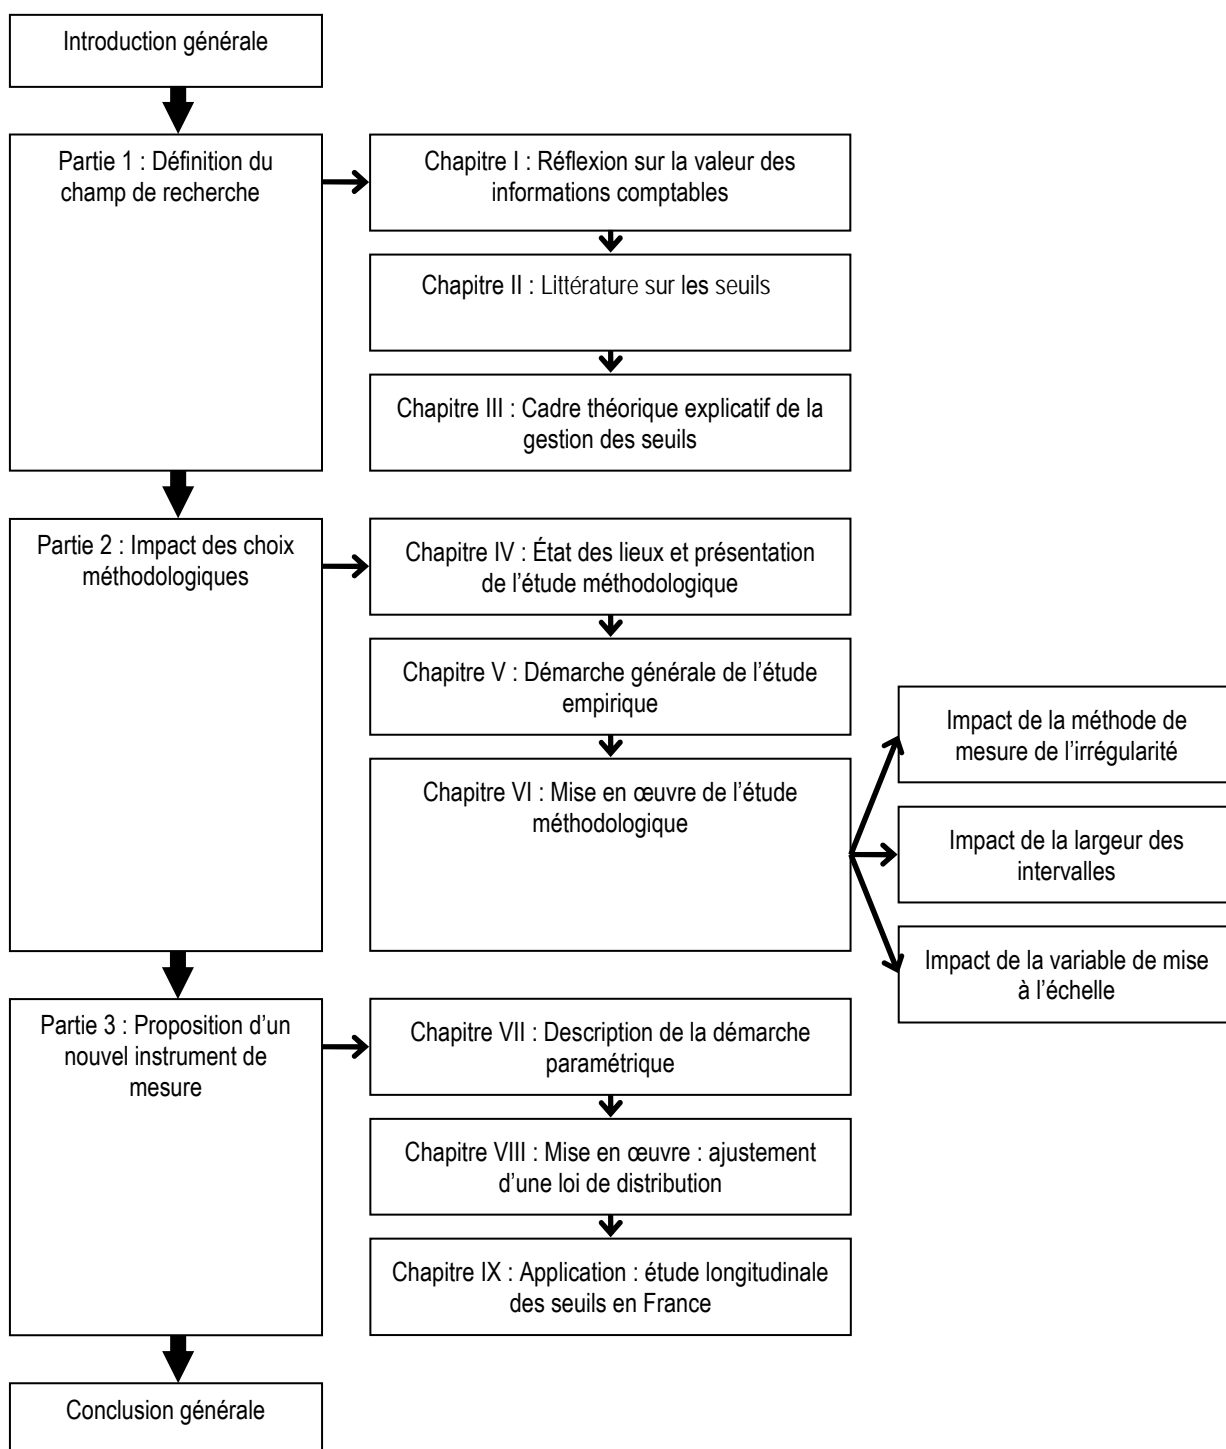 Introduction générale
Partie 1 : Définition du
champ de recherche
Chapitre I : Réflexion sur la valeur des
informations comptables
Chapitre II : Littérature sur les seuils
Chapitre III : Cadre théorique explicatif de la
gestion des seuils
Partie 2 : Impact des choix
méthodologiques
Chapitre IV : État des lieux et présentation
de l’étude méthodologique
Chapitre V : Démarche générale de l’étude
empirique
Chapitre VI : Mise en œuvre de l’étude
méthodologique
Impact de la méthode de
mesure de l’irrégularité
Impact de la largeur des
intervalles
Impact de la variable de mise
à l’échelle
Partie 3 : Proposition d’un
nouvel instrument de
mesure
Chapitre VII : Description de la démarche
paramétrique
Chapitre VIII : Mise en œuvre : ajustement
d’une loi de distribution
Chapitre IX : Application : étude longitudinale
des seuils en France
Conclusion générale